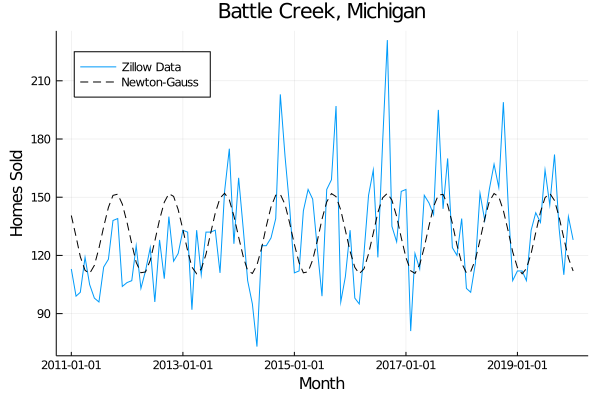 Battle Creek, Michigan
Zillow Data
Newton-Gauss
210
180
150
120
90
Homes Sold
2011-01-01 2013-01-01 2015-01-01 2017-01-01 2019-01-01
Month